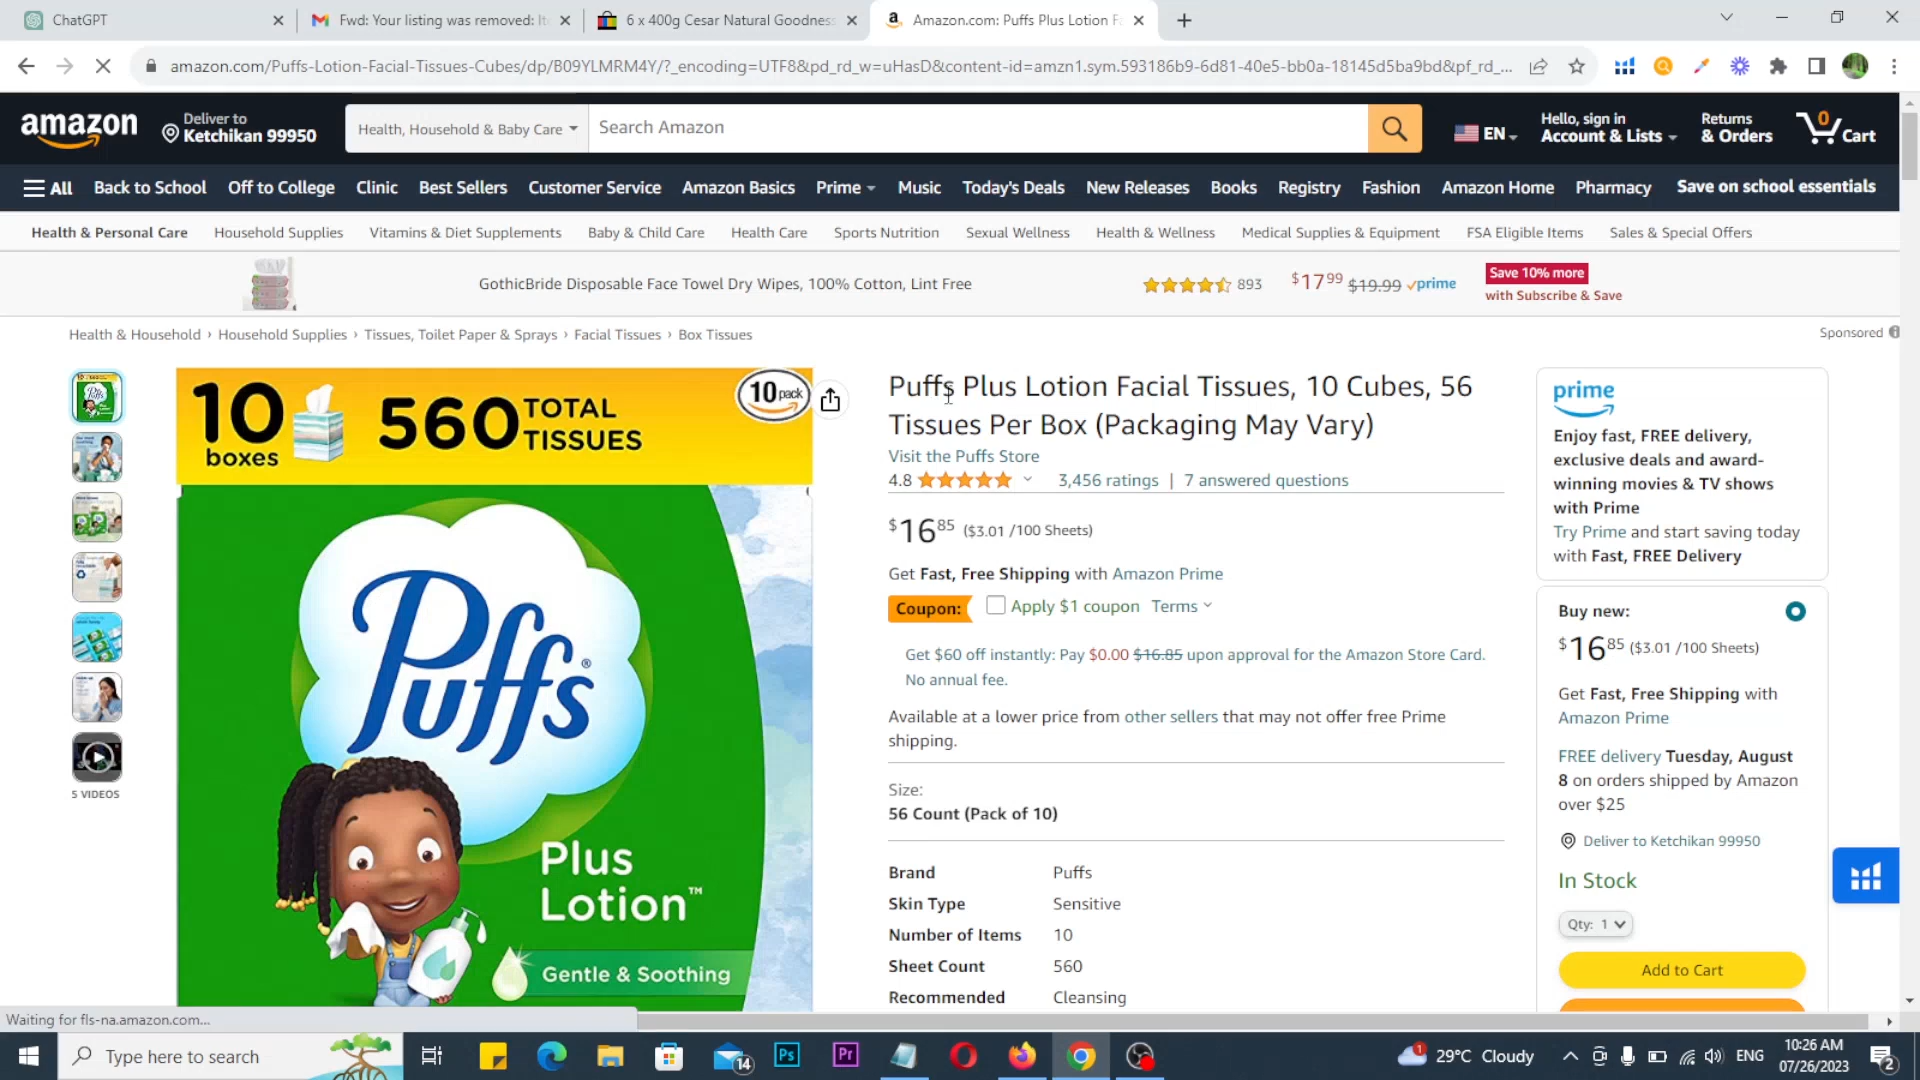 ChatGPT
Fwd: Your listing was removed: It
6 x 400g Cesar Natural Goodness
Amazon.com: Puffs Plus Lotion Fa
amazon.com/Puffs-Lotion-Facial-Tissues-Cubes/dp/B09YLMRM4Y/?_encoding=UTF8&pd_rd_w=uHasD&content-id=amzn1.sym.593186b9-6d81-40e5-bb0a-18145d5ba9bd&pf_rd_...
amazon
Deliver to
Ketchikan 99950
Health, Household & Baby Care
Search Amazon
EN
Hello, sign in
Account & Lists
Returns
& Orders
0
Cart
All Back to School Off to College Clinic Best Sellers Customer Service Amazon Basics Prime Music Today's Deals New Releases Books Registry Fashion Amazon Home Pharmacy Save on school essentials
Health & Personal Care Household Supplies Vitamins & Diet Supplements Baby & Child Care Health Care Sports Nutrition Sexual Wellness Health & Wellness Medical Supplies & Equipment FSA Eligible Items Sales & Special Offers
GothicBride Disposable Face Towel Dry Wipes, 100% Cotton, Lint Free
893
$17 99 $19.99 prime
Save 10% more
with Subscribe & Save
Health & Household › Household Supplies › Tissues, Toilet Paper & Sprays › Facial Tissues › Box Tissues
Sponsored
5 VIDEOS
10
boxes
560 TOTAL
TISSUES
10 pack
Puffs®
Plus
Lotion™
Gentle & Soothing
Puffs Plus Lotion Facial Tissues, 10 Cubes, 56
Tissues Per Box (Packaging May Vary)
Visit the Puffs Store
4.8 3,456 ratings | 7 answered questions
$16 85 ($3.01 /100 Sheets)
Get Fast, Free Shipping with Amazon Prime
Coupon: Apply $1 coupon Terms
Get $60 off instantly: Pay $0.00 $16.85 upon approval for the Amazon Store Card.
No annual fee.
Available at a lower price from other sellers that may not offer free Prime
shipping.
Size:
56 Count (Pack of 10)
Brand Puffs
Skin Type Sensitive
Number of Items 10
Sheet Count 560
Recommended Cleansing
prime
Enjoy fast, FREE delivery,
exclusive deals and award-
winning movies & TV shows
with Prime
Try Prime and start saving today
with Fast, FREE Delivery
Buy new:
$16 85 ($3.01 /100 Sheets)
Get Fast, Free Shipping with
Amazon Prime
FREE delivery Tuesday, August
8 on orders shipped by Amazon
over $25
Deliver to Ketchikan 99950
In Stock
Qty: 1
Add to Cart
Waiting for fls-na.amazon.com...
Type here to search
14
Ps
Pr
1
29°C Cloudy
ENG
10:26 AM
07/26/2023
2